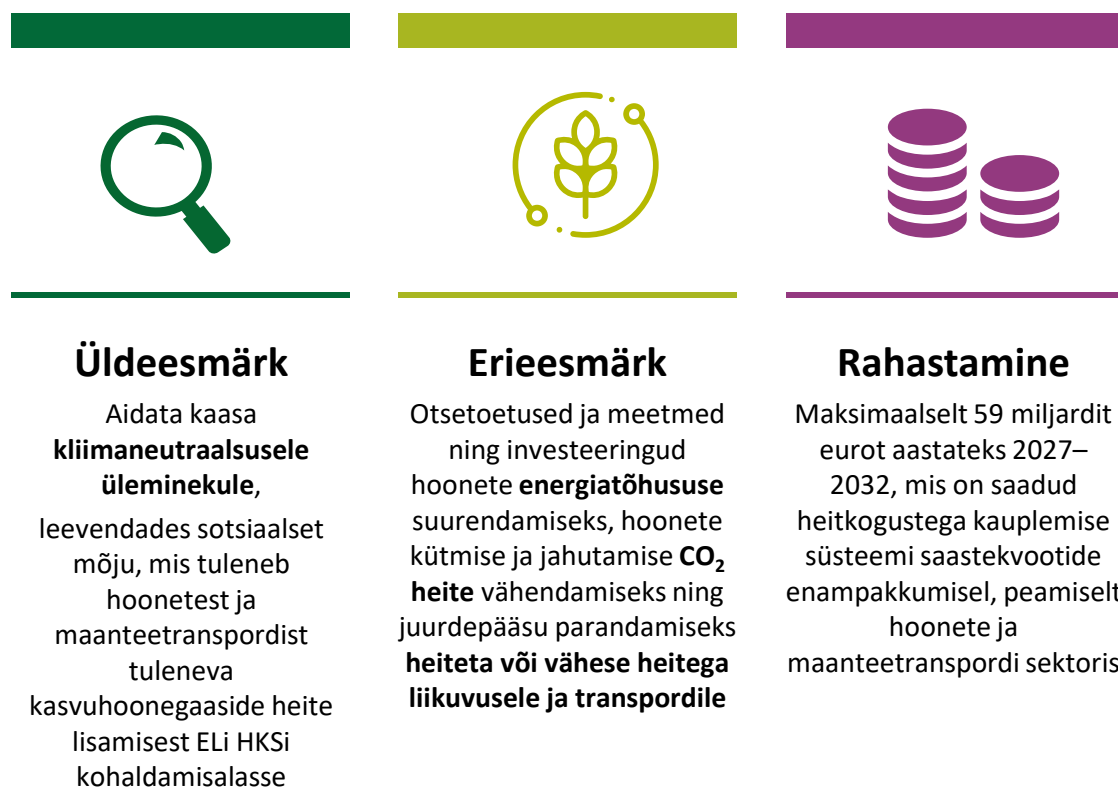 Üldeesmärk
Aidata kaasa
kliimaneutraalsusele
üleminekule,
leevendades sotsiaalset
mõju, mis tuleneb
hoonetest ja
maanteetranspordist
tuleneva
kasvuhoonegaaside heite
lisamisest ELi HKSi
kohaldamisalasse
Erieesmärk
Otsetoetused ja meetmed
ning investeeringud
hoonete energiatõhususe
suurendamiseks, hoonete
kütmise ja jahutamise CO₂
heite vähendamiseks ning
juurdepääsu parandamiseks
heiteta või vähese heitega
liikuvusele ja transpordile
Rahastamine
Maksimaalselt 59 miljardit
eurot aastateks 2027–
2032, mis on saadud
heitkogustega kauplemise
süsteemi saastekvootide
enampakkumisel, peamiselt
hoonete ja
maanteetranspordi sektoris